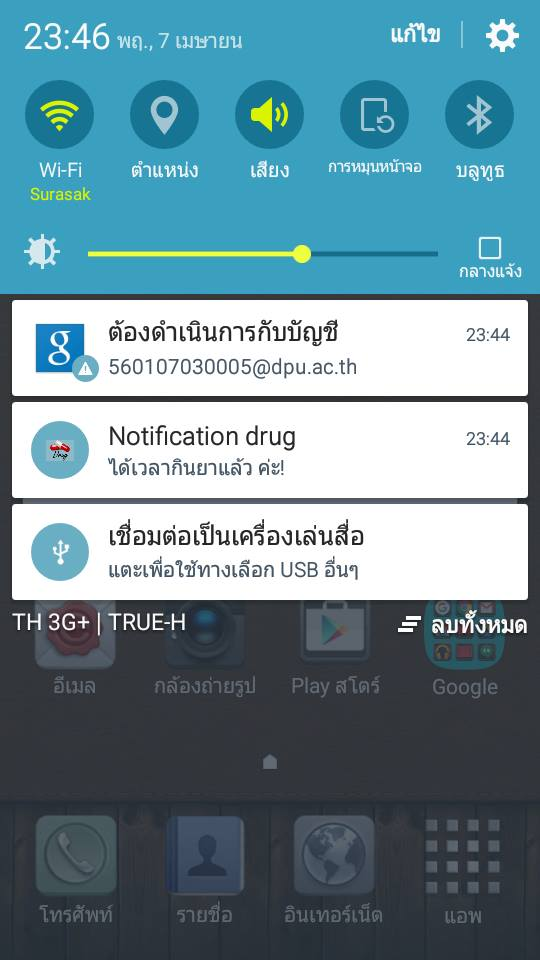 23:46 พฤ., 7 เมษายน
แก้ไข
Wi-Fi
Surasak
ตำแหน่ง
เสียง
การหมุนหน้าจอ
บลูทูธ
กลางแจ้ง
g
ต้องดำเนินการกับบัญชี
23:44
560107030005@dpu.ac.th
Drug
Notification drug
23:44
ได้เวลากินยาแล้ว ค่ะ!
เชื่อมต่อเป็นเครื่องเล่นสื่อ
แตะเพื่อใช้ทางเลือก USB อื่นๆ
TH 3G+ | TRUE-H
ลบทั้งหมด
อีเมล
กล้องถ่ายรูป
Play สโตร์
Google
โทรศัพท์
รายชื่อ
อินเทอร์เน็ต
แอพ